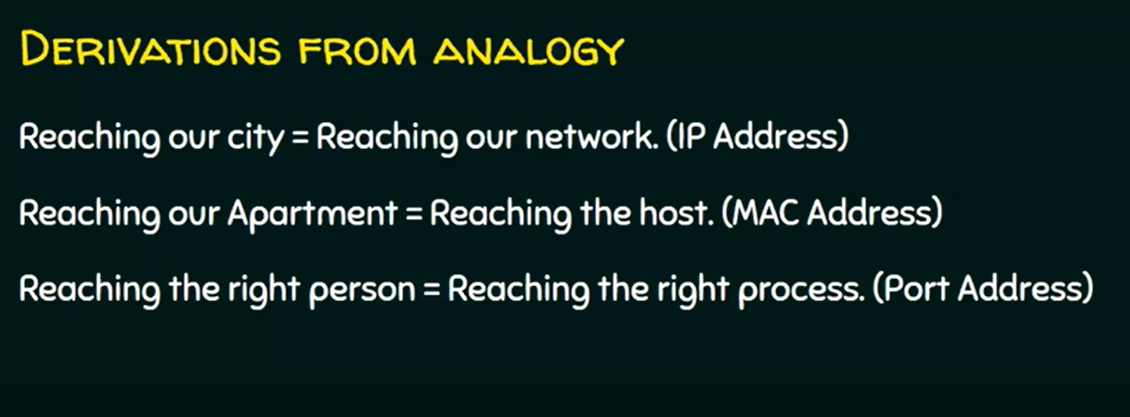 Derivations from analogy
Reaching our city = Reaching our network. (IP Address)
Reaching our Apartment = Reaching the host. (MAC Address)
Reaching the right person = Reaching the right process. (Port Address)